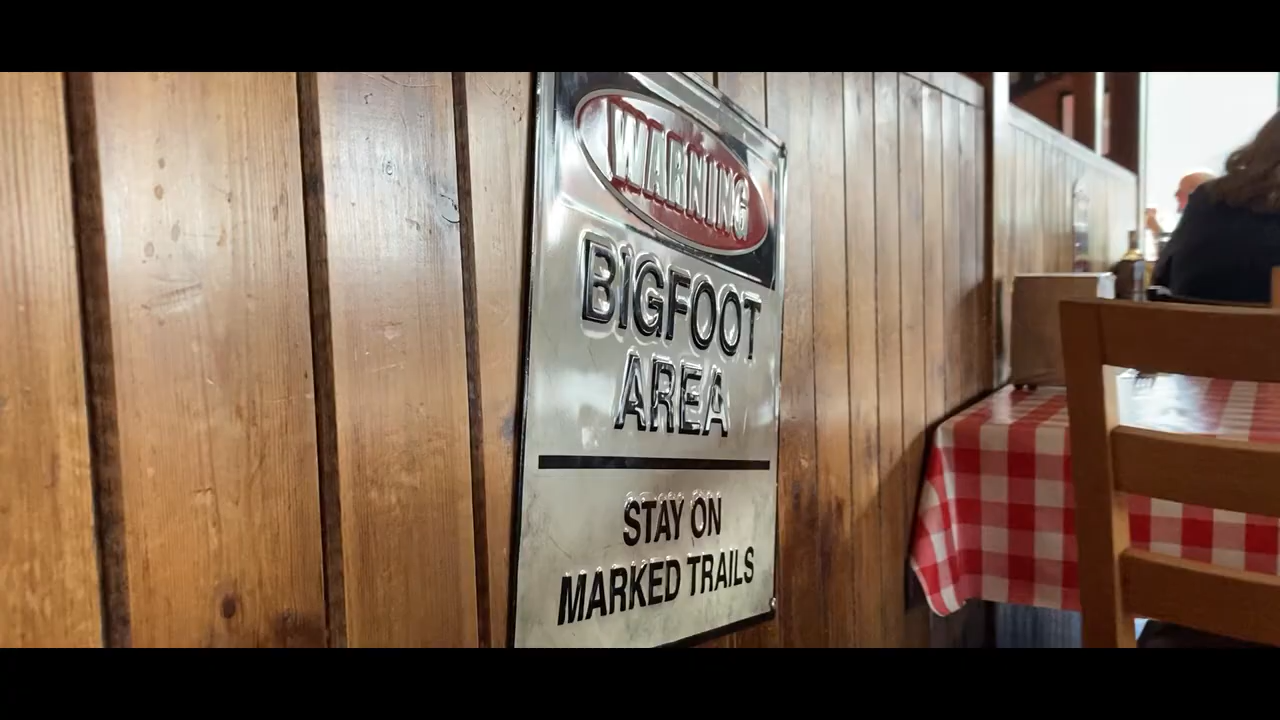 WARNING
BIGFOOT
AREA
STAY ON
MARKED TRAILS